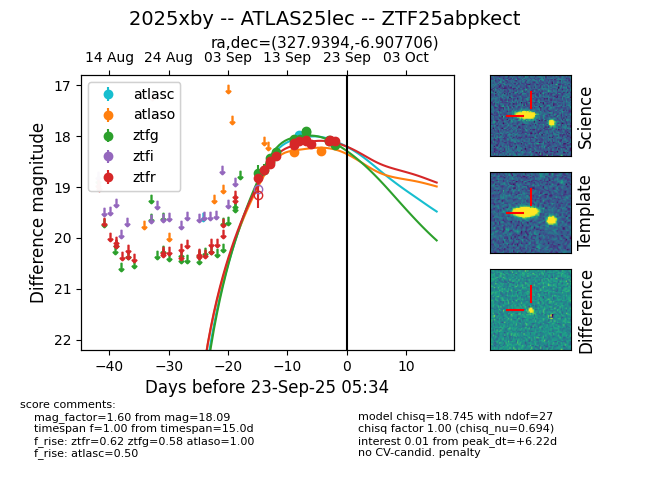 2025xby -- ATLAS25lec -- ZTF25abpkect
ra,dec=(327.9394,-6.907706)
14 Aug 24 Aug 03 Sep 13 Sep 23 Sep 03 Oct
17
18
19
20
21
22
Difference magnitude
atlasc
atlaso
ztfg
ztfi
ztfr
−40 −30 −20 −10 0 10
Days before 23-Sep-25 05:34
Science
Template
Difference
score comments:
mag_factor=1.60 from mag=18.09
timespan f=1.00 from timespan=15.0d
f_rise: ztfr=0.62 ztfg=0.58 atlaso=1.00
f_rise: atlasc=0.50
model chisq=18.745 with ndof=27
chisq factor 1.00 (chisq_nu=0.694)
interest 0.01 from peak_dt=+6.22d
no CV-candid. penalty